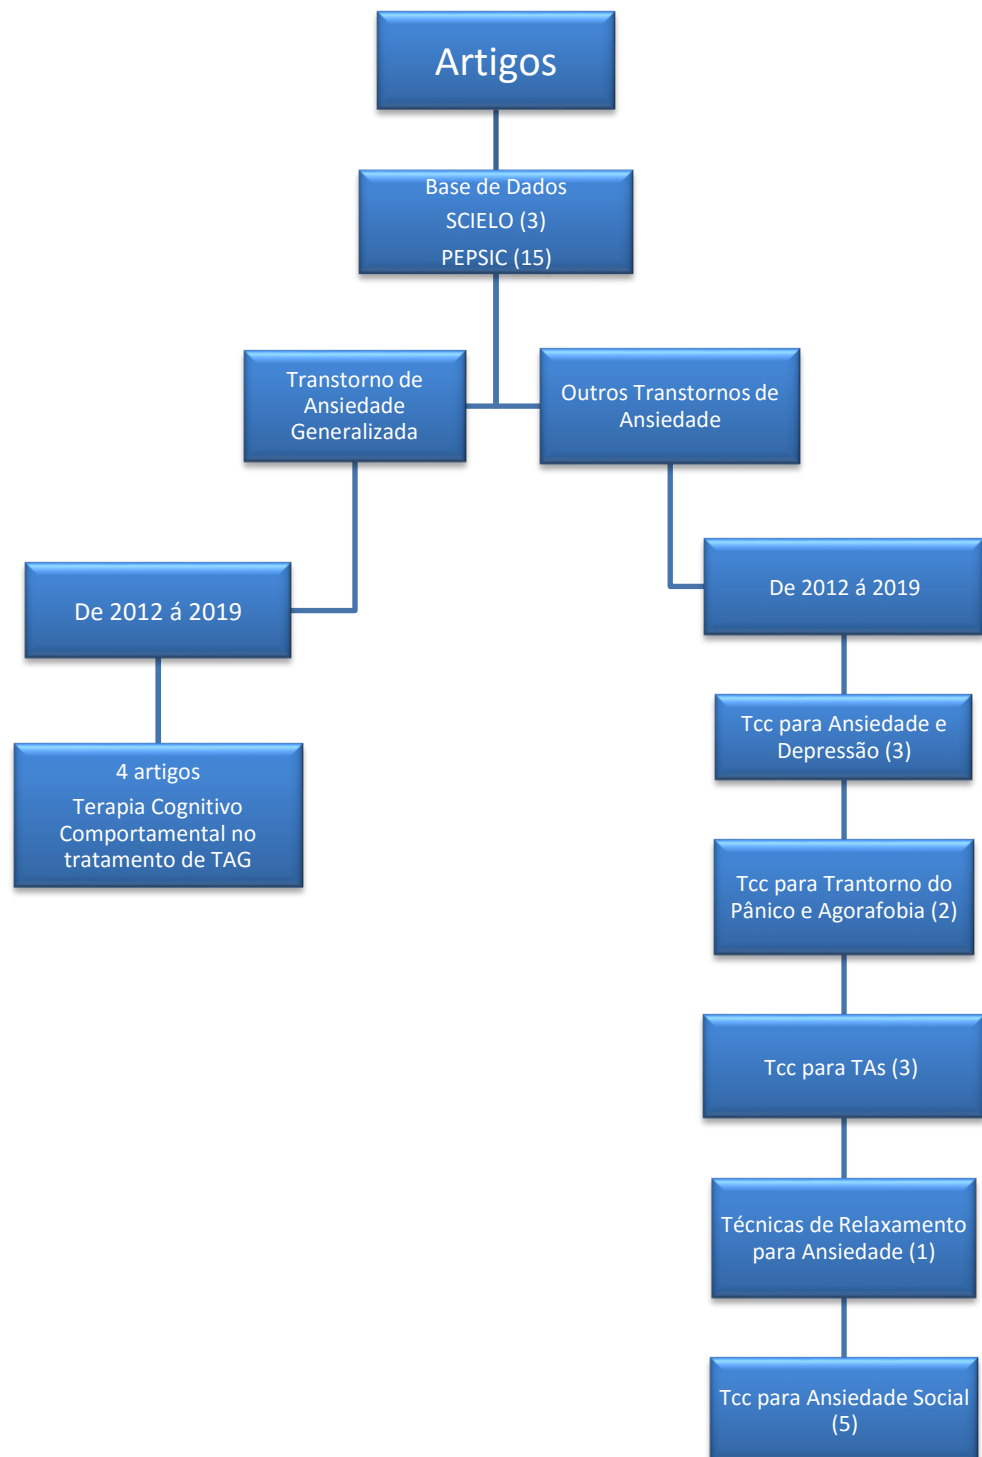 Artigos
Base de Dados
SCIELO (3)
PEPSIC (15)
Transtorno de
Ansiedade
Generalizada
Outros Transtornos de
Ansiedade
De 2012 á 2019
4 artigos
Terapia Cognitivo
Comportamental no
tratamento de TAG
De 2012 á 2019
Tcc para Ansiedade e
Depressão (3)
Tcc para Trantorno do
Pânico e Agorafobia (2)
Tcc para TAs (3)
Técnicas de Relaxamento
para Ansiedade (1)
Tcc para Ansiedade Social
(5)